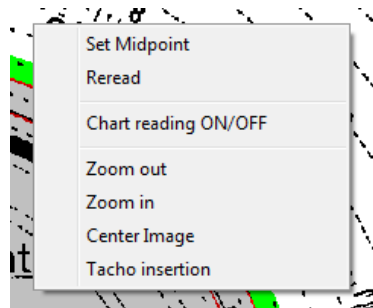 Set Midpoint
Reread
Chart reading ON/OFF
Zoom out
Zoom in
Center Image
Tacho insertion